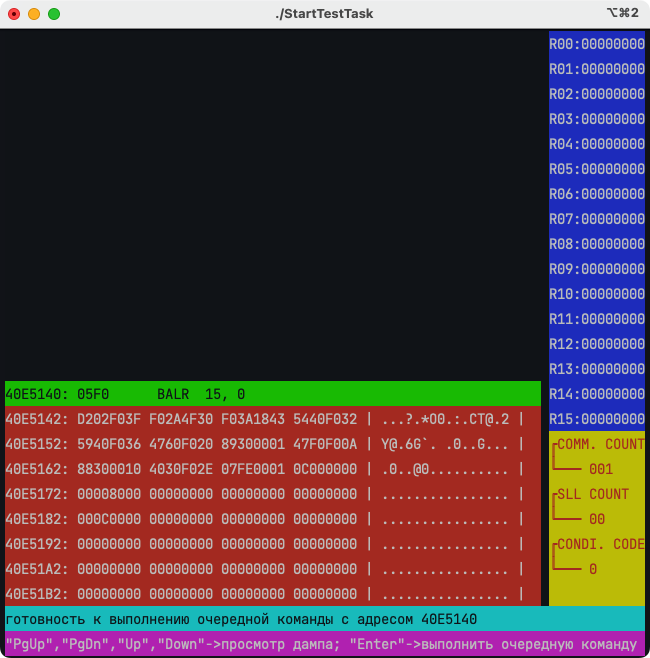 ./StartTestTask
⌥⌘2
R00:00000000
R01:00000000
R02:00000000
R03:00000000
R04:00000000
R05:00000000
R06:00000000
R07:00000000
R08:00000000
R09:00000000
R10:00000000
R11:00000000
R12:00000000
R13:00000000
R14:00000000
R15:00000000
40E5140: 05F0      BALR  15, 0
40E5142: D202F03F F02A4F30 F03A1843 5440F032 | ...?.*O0.:.CT@.2 |
40E5152: 5940F036 4760F020 89300001 47F0F00A | Y@.6G`. .0..G... |
40E5162: 88300010 4030F02E 07FE0001 0C000000 | .0..@0.......... |
40E5172: 00008000 00000000 00000000 00000000 | ................ |
40E5182: 000C0000 00000000 00000000 00000000 | ................ |
40E5192: 00000000 00000000 00000000 00000000 | ................ |
40E51A2: 00000000 00000000 00000000 00000000 | ................ |
40E51B2: 00000000 00000000 00000000 00000000 | ................ |
COMM. COUNT
001
SLL COUNT
00
CONDI. CODE
0
готовность к выполнению очередной команды с адресом 40E5140
"PgUp","PgDn","Up","Down"->просмотр дампа; "Enter"->выполнить очередную команду